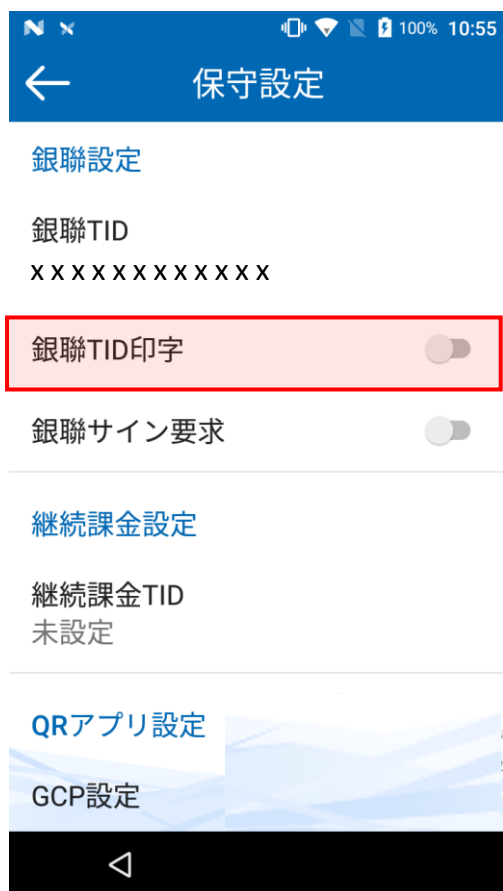 100% 10:55
保守設定
銀聯設定
銀聯TID
X X X X X X X X X X X X
銀聯TID印字
銀聯サイン要求
継続課金設定
継続課金TID
未設定
QRアプリ設定
GCP設定